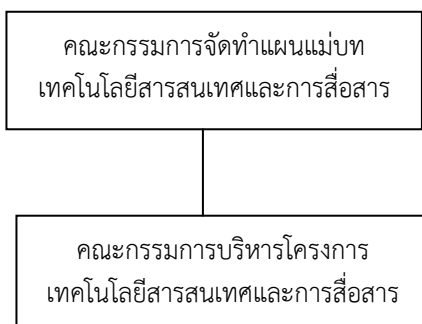 คณะกรรมการจัดทำแผนแม่บท
เทคโนโลยีสารสนเทศและการสื่อสาร
คณะกรรมการบริหารโครงการ
เทคโนโลยีสารสนเทศและการสื่อสาร